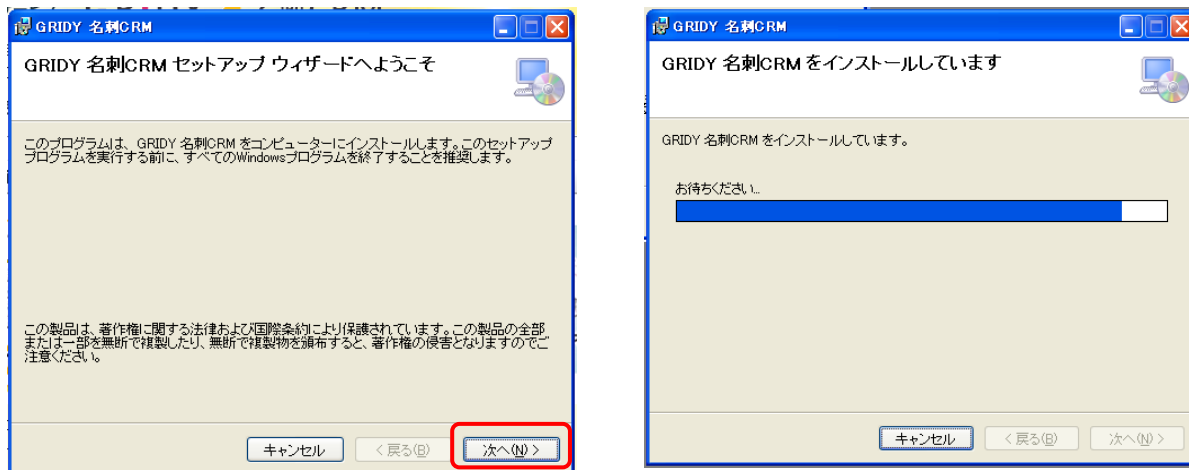 GRIDY 名刺CRM
GRIDY 名刺CRM セットアップ ウィザードへようこそ
このプログラムは、GRIDY 名刺CRM をコンピューターにインストールします。このセットアップ
プログラムを実行する前に、すべてのWindowsプログラムを終了することを推奨します。
この製品は、著作権に関する法律および国際条約により保護されています。この製品の全部
または一部を無断で複製したり、無断で複製物を頒布すると、著作権の侵害となりますのでご
注意ください。
キャンセル
< 戻る(B)
次へ(N) >
GRIDY 名刺CRM
GRIDY 名刺CRM をインストールしています
GRIDY 名刺CRM をインストールしています。
お待ちください...
キャンセル
< 戻る(B)
次へ(N) >